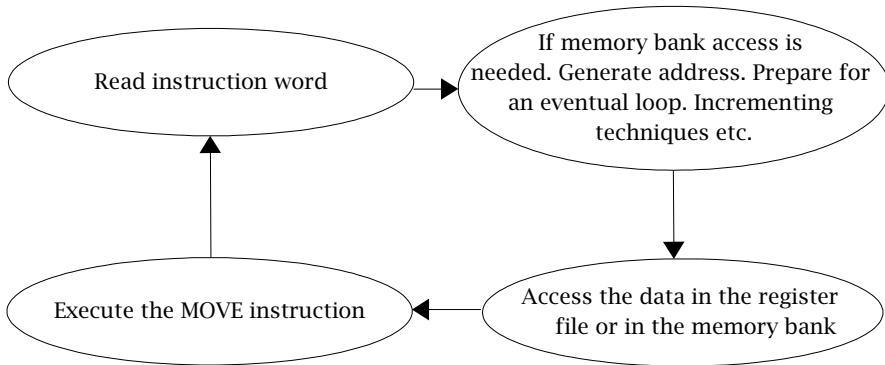 Read instruction word
If memory bank access is
needed. Generate address. Prepare for
an eventual loop. Incrementing
techniques etc.
Access the data in the register
file or in the memory bank
Execute the MOVE instruction